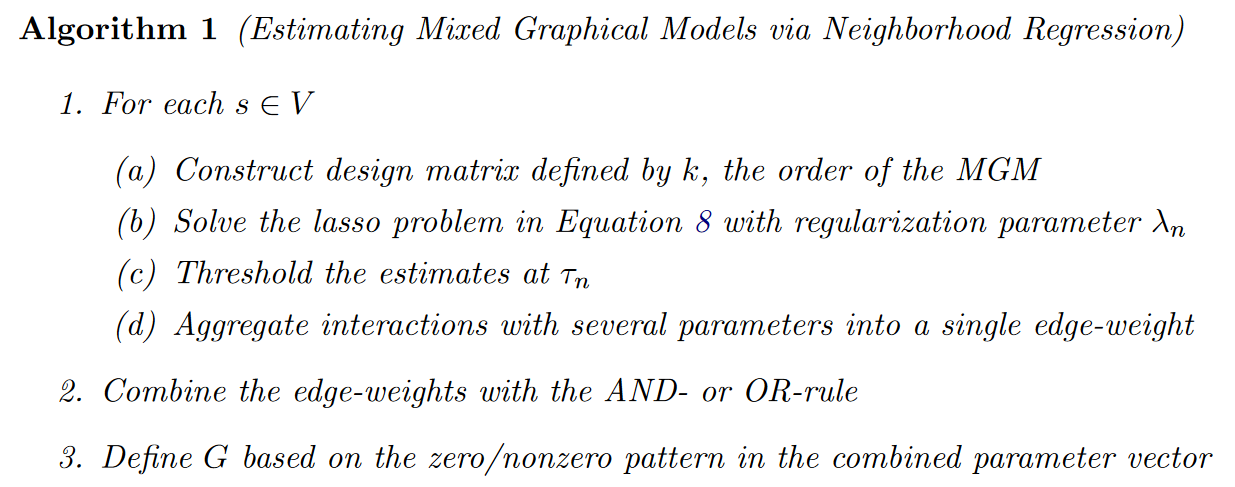 Algorithm 1 (Estimating Mixed Graphical Models via Neighborhood Regression)
1. For each s ∈ V
(a) Construct design matrix defined by k, the order of the MGM
(b) Solve the lasso problem in Equation 8 with regularization parameter λₙ
(c) Threshold the estimates at τₙ
(d) Aggregate interactions with several parameters into a single edge-weight
2. Combine the edge-weights with the AND- or OR-rule
3. Define G based on the zero/nonzero pattern in the combined parameter vector